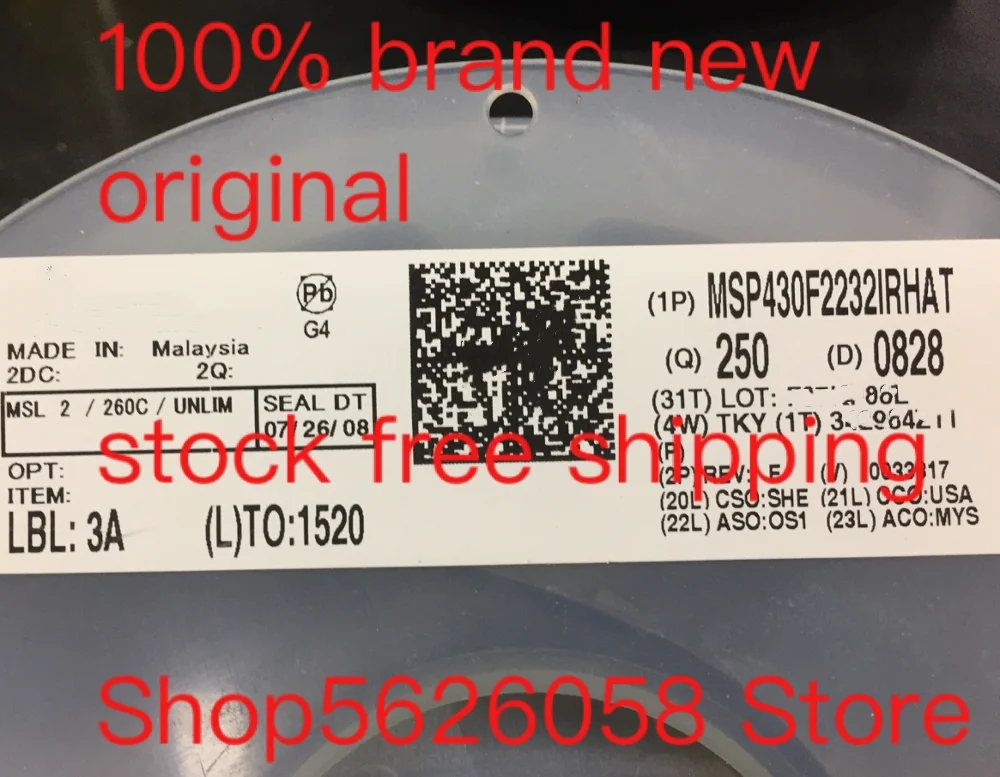 100% brand new
original
stock free shipping
Shop5626058 Store
Pb
G4
MADE IN: Malaysia
2DC: 2Q:
MSL 2 / 260C / UNLIM
SEAL DT
07/26/08
OPT:
ITEM:
LBL: 3A (L)TO:1520
(1P) MSP430F2232IRHAT
(Q) 250 (D) 0828
(31T) LOT:
(4W) TKY (1T)
(P)
(2P) REV: (V) 0033317
(20L) CSO:SHE (21L) CCO:USA
(22L) ASO:OS1 (23L) ACO:MYS